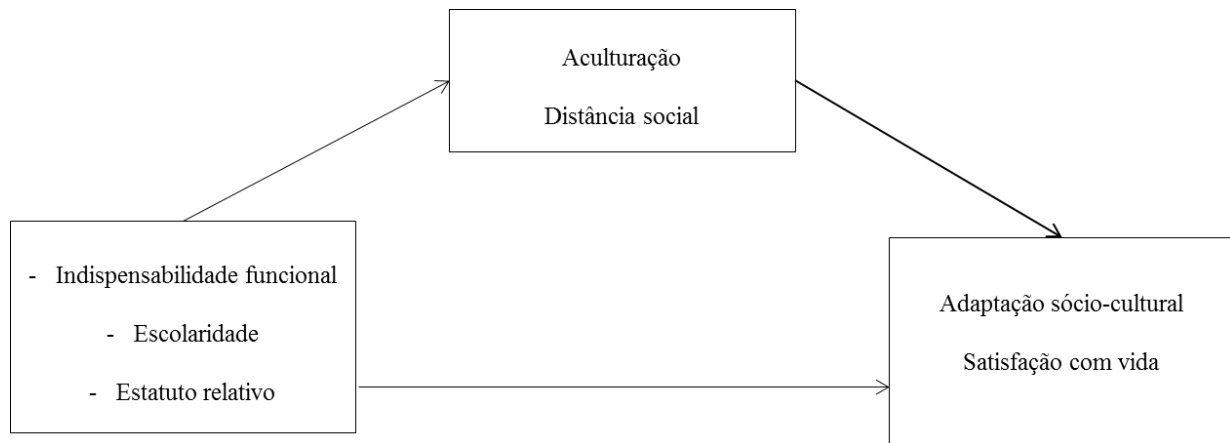 Aculturação
Distância social
- Indispensabilidade funcional
- Escolaridade
- Estatuto relativo
Adaptação sócio-cultural
Satisfação com vida